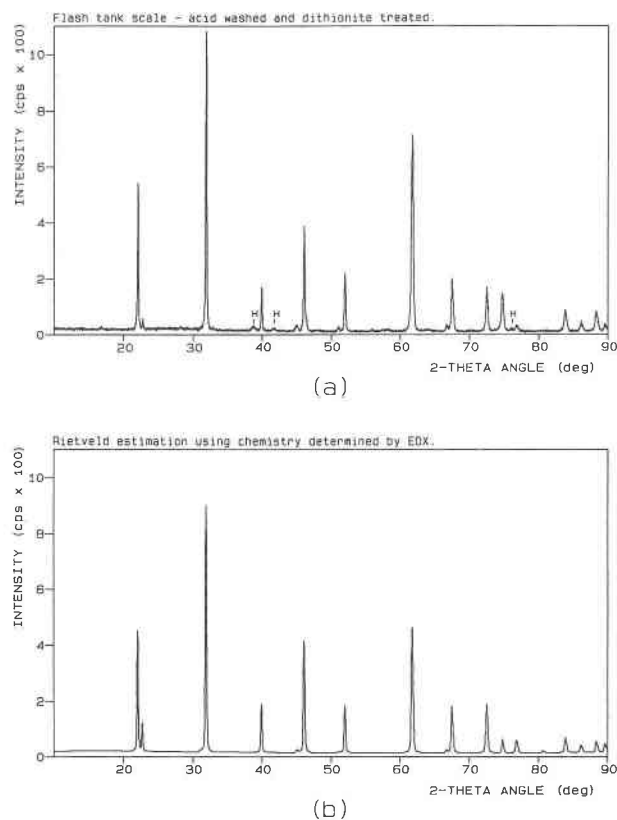 Flash tank scale - acid washed and dithionite treated.
INTENSITY (cps x 100)
10
8
6
4
2
0
H H H
20 30 40 50 60 70 80 90
2-THETA ANGLE (deg)
(a)
Rietveld estimation using chemistry determined by EDX.
INTENSITY (cps x 100)
10
8
6
4
2
0
20 30 40 50 60 70 80 90
2-THETA ANGLE (deg)
(b)